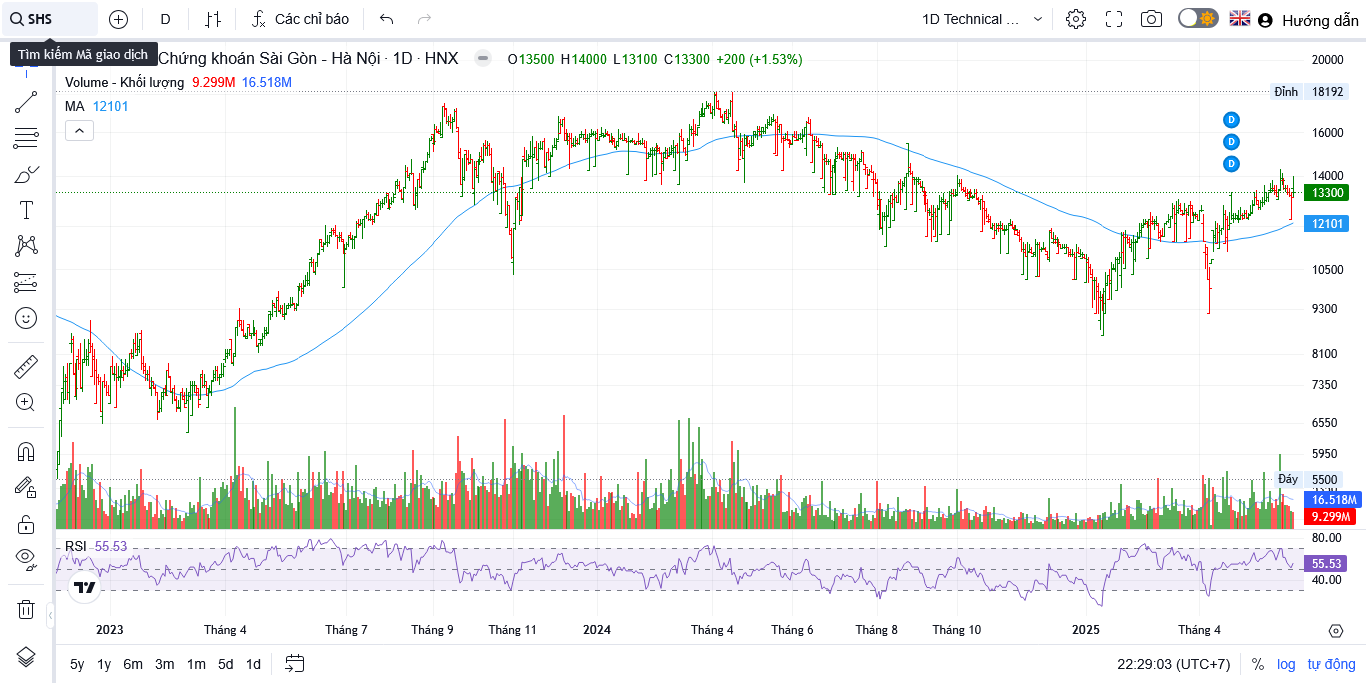 SHS
D
Các chỉ báo
1D Technical ...
Hướng dẫn
Tìm kiếm Mã giao dịch
Chứng khoán Sài Gòn - Hà Nội · 1D · HNX
O13500 H14000 L13100 C13300 +200 (+1.53%)
Volume - Khối lượng 9.299M 16.518M
MA 12101
20000
Đỉnh 18192
16000
14000
13300
12101
10500
9300
8100
7350
6550
5950
Đáy 5500
16.518M
9.299M
D
D
D
T
RSI 55.53
80.00
55.53
40.00
2023 Tháng 4 Tháng 7 Tháng 9 Tháng 11 2024 Tháng 4 Tháng 6 Tháng 8 Tháng 10 2025 Tháng 4
5y 1y 6m 3m 1m 5d 1d
22:29:03 (UTC+7) % log tự động